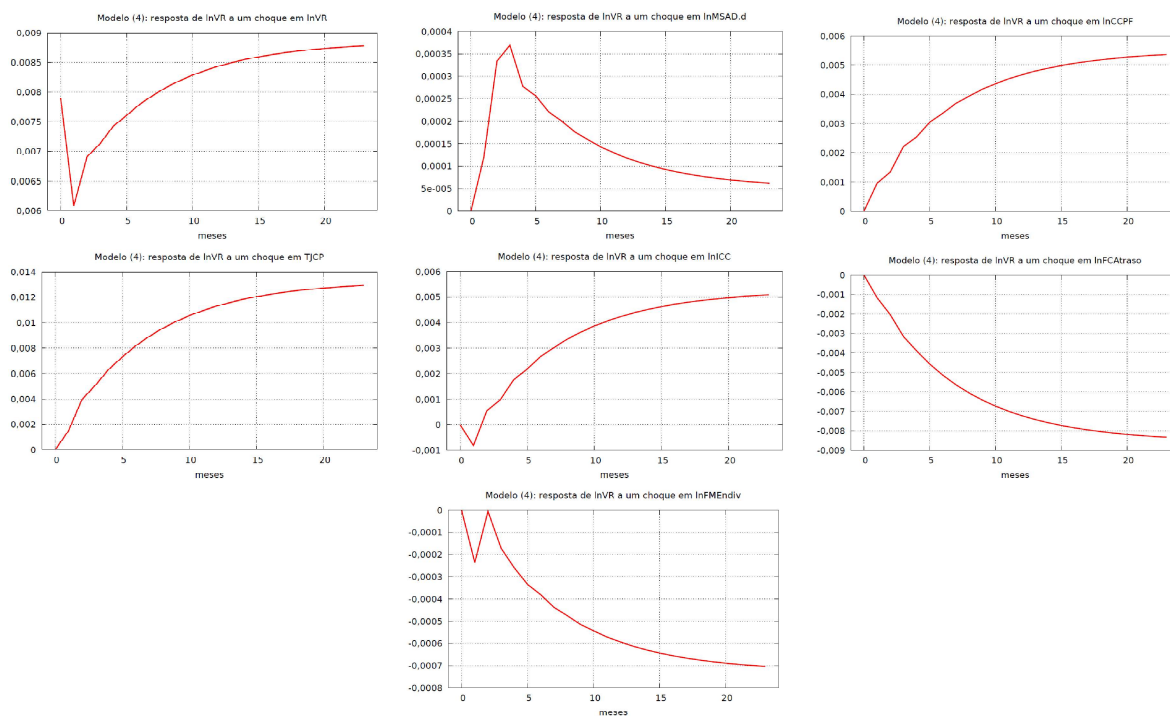 Modelo (4): resposta de lnVR a um choque em lnVR
0,009
0,0085
0,008
0,0075
0,007
0,0065
0,006
0 5 10 15 20
meses
Modelo (4): resposta de lnVR a um choque em lnMSAD.d
0,0004
0,00035
0,0003
0,00025
0,0002
0,00015
0,0001
5e-005
0
0 5 10 15 20
meses
Modelo (4): resposta de lnVR a um choque em lnCCPF
0,006
0,005
0,004
0,003
0,002
0,001
0
0 5 10 15 20
meses
Modelo (4): resposta de lnVR a um choque em TJCP
0,014
0,012
0,01
0,008
0,006
0,004
0,002
0
0 5 10 15 20
meses
Modelo (4): resposta de lnVR a um choque em lnICC
0,006
0,005
0,004
0,003
0,002
0,001
0
-0,001
0 5 10 15 20
meses
Modelo (4): resposta de lnVR a um choque em lnFCAtraso
0
-0,001
-0,002
-0,003
-0,004
-0,005
-0,006
-0,007
-0,008
-0,009
0 5 10 15 20
meses
Modelo (4): resposta de lnVR a um choque em lnFMEndiv
0
-0,0001
-0,0002
-0,0003
-0,0004
-0,0005
-0,0006
-0,0007
-0,0008
0 5 10 15 20
meses